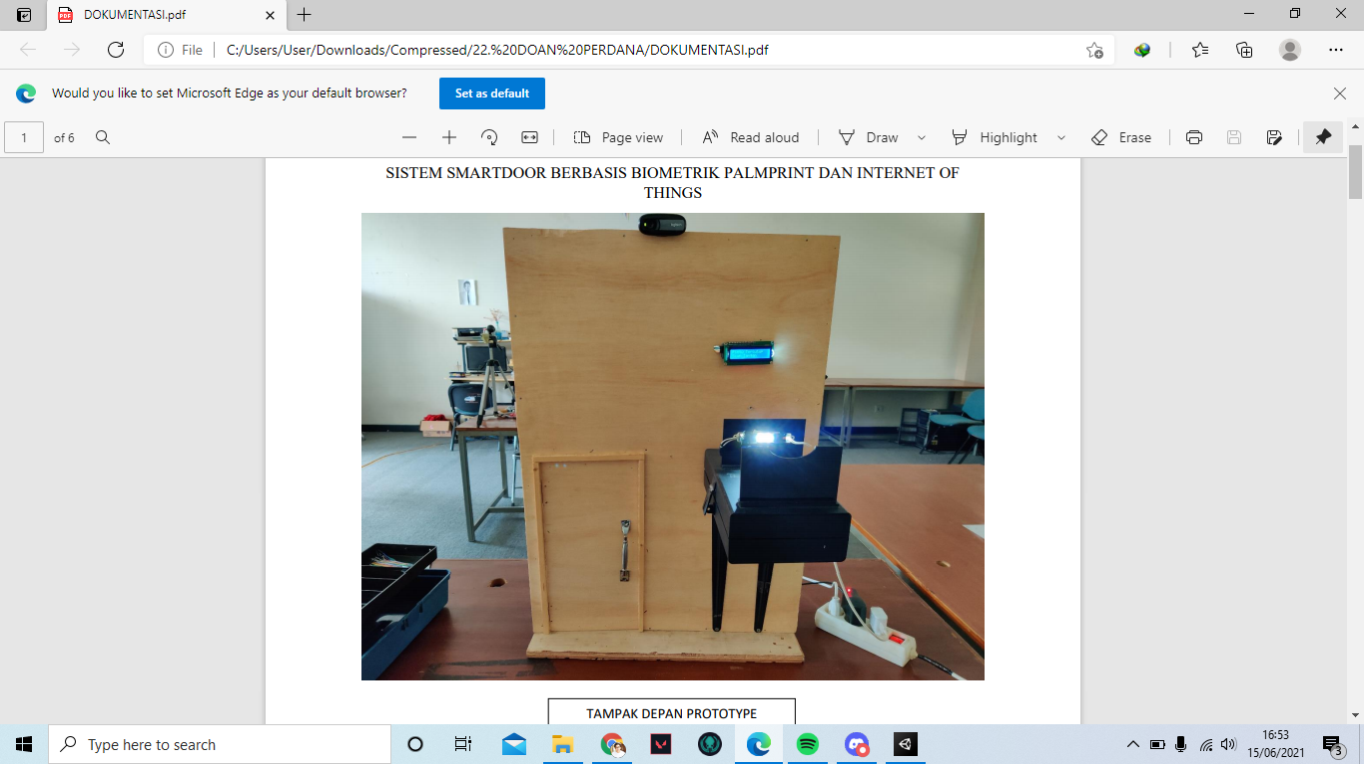 DOKUMENTASI.pdf
File
C:/Users/User/Downloads/Compressed/22.%20DOAN%20PERDANA/DOKUMENTASI.pdf
Would you like to set Microsoft Edge as your default browser?
Set as default
1 of 6
Page view
Read aloud
Draw
Highlight
Erase
SISTEM SMARTDOOR BERBASIS BIOMETRIK PALMPRINT DAN INTERNET OF
THINGS
TAMPAK DEPAN PROTOTYPE
Type here to search
16:53
15/06/2021
3